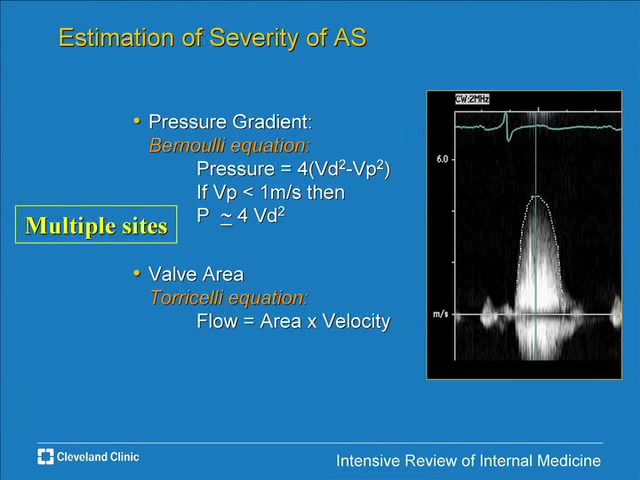 Estimation of Severity of AS
• Pressure Gradient:
Bernoulli equation:
Pressure = 4(Vd²-Vp²)
If Vp < 1m/s then
P ~ 4 Vd²
Multiple sites
• Valve Area
Torricelli equation:
Flow = Area x Velocity
CW:2MHz
6.0
m/s
Cleveland Clinic
Intensive Review of Internal Medicine